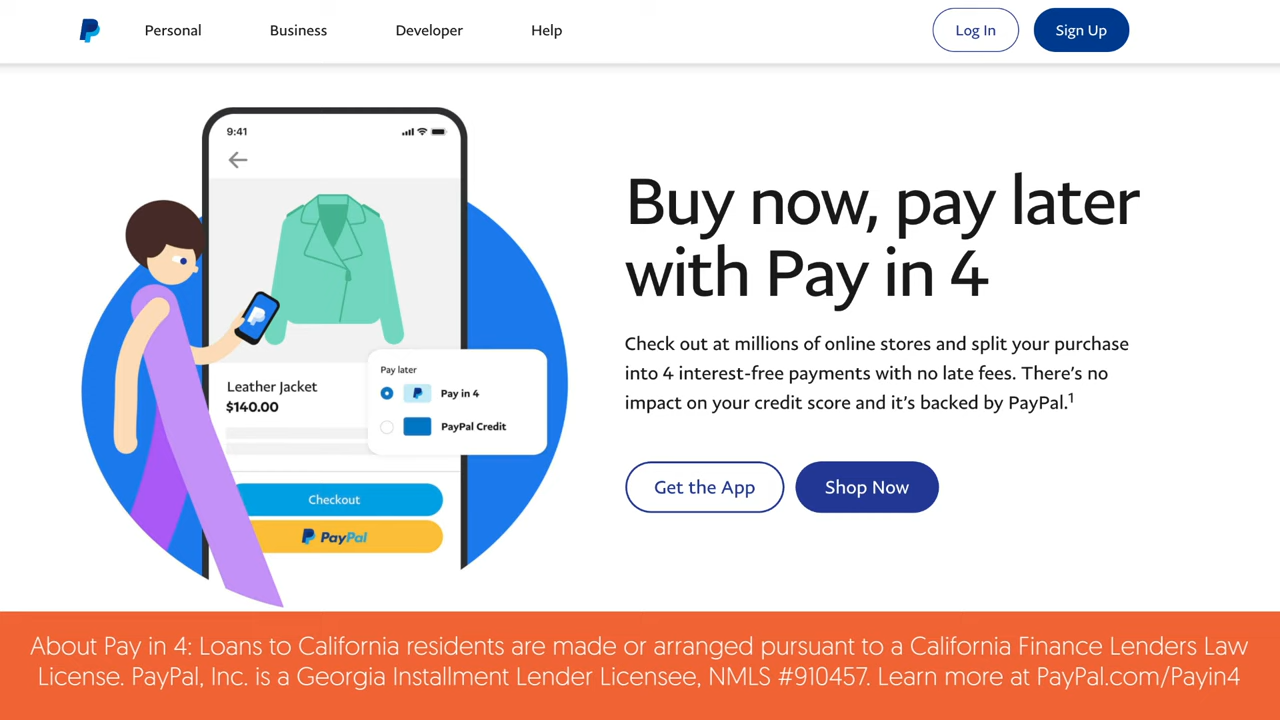 Personal
Business
Developer
Help
Log In
Sign Up
9:41
Leather Jacket
$140.00
Pay later
Pay in 4
PayPal Credit
Checkout
PayPal
Buy now, pay later
with Pay in 4
Check out at millions of online stores and split your purchase
into 4 interest-free payments with no late fees. There’s no
impact on your credit score and it’s backed by PayPal.¹
Get the App
Shop Now
About Pay in 4: Loans to California residents are made or arranged pursuant to a California Finance Lenders Law
License. PayPal, Inc. is a Georgia Installment Lender Licensee, NMLS #910457. Learn more at PayPal.com/Payin4